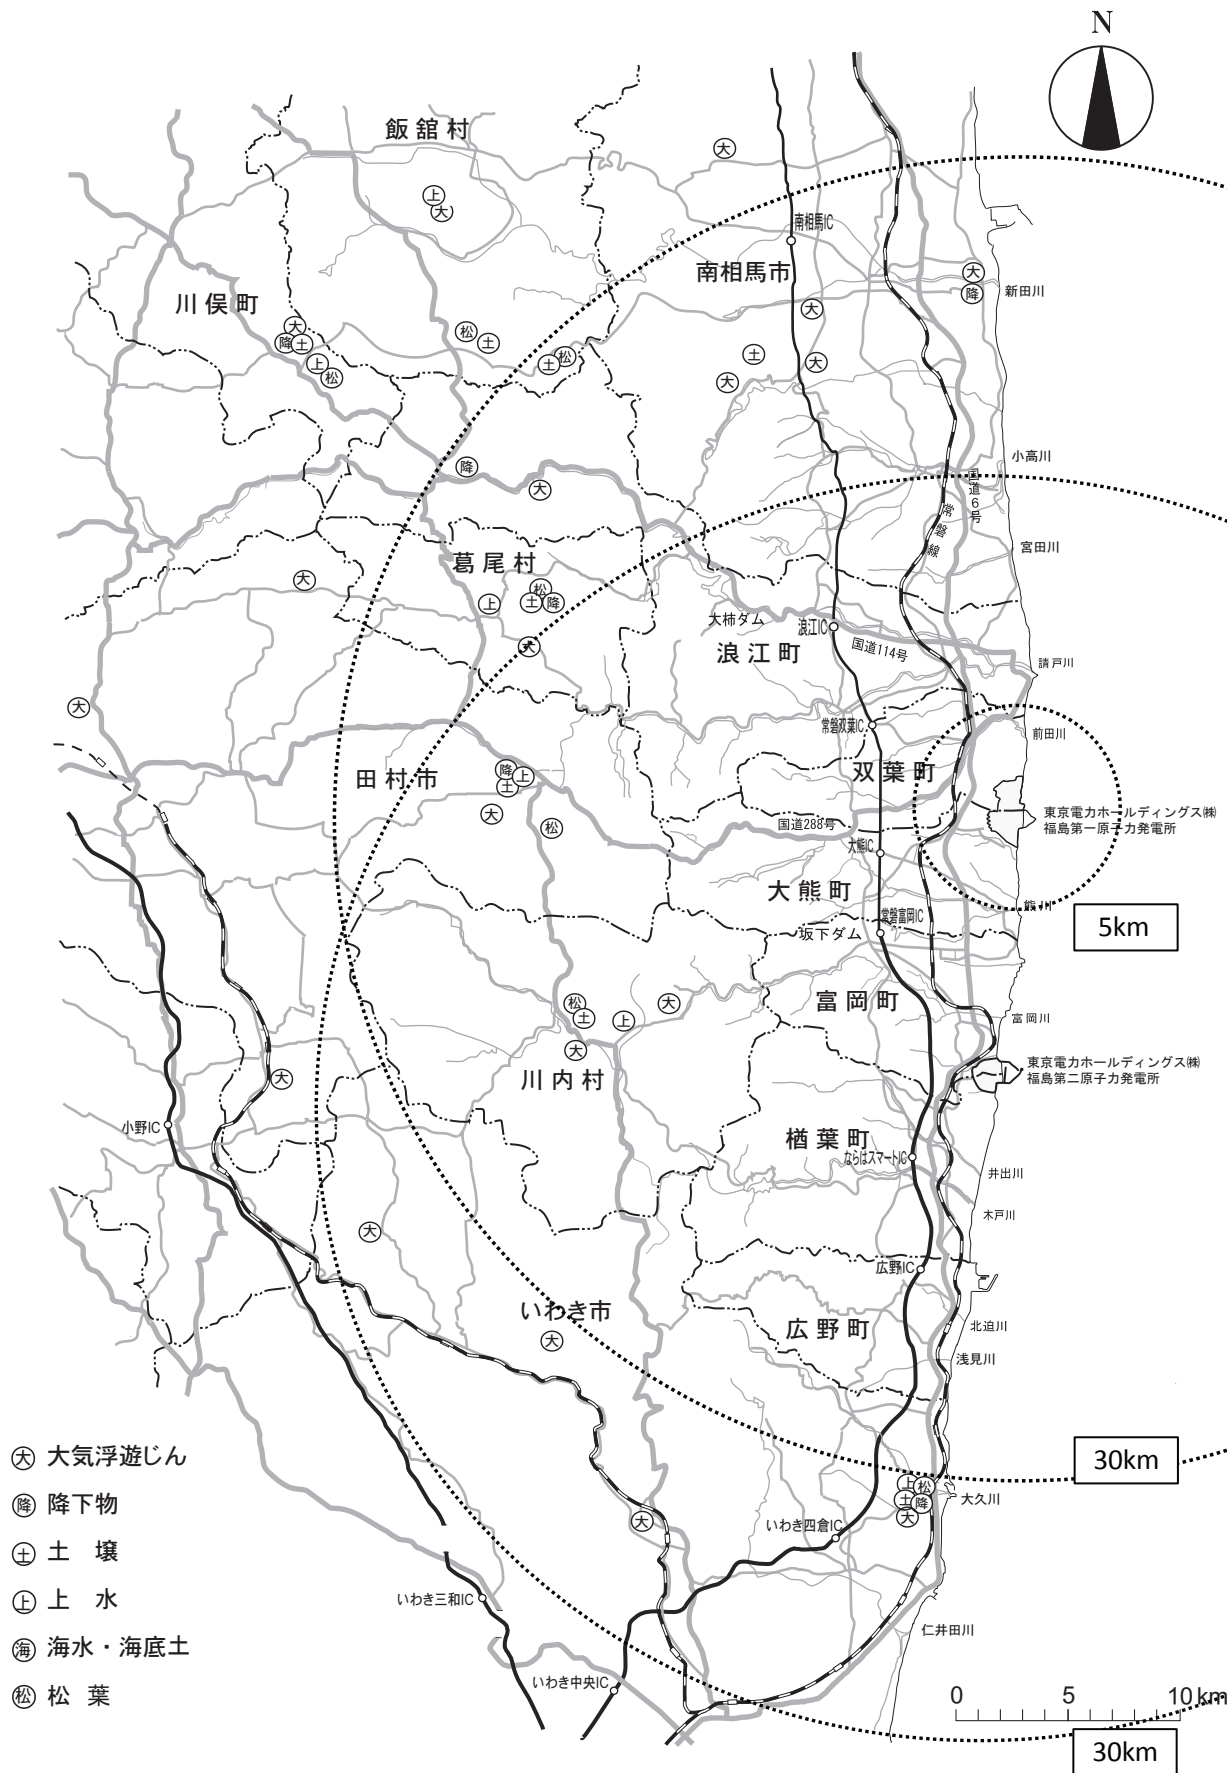 N
飯舘村
大
上
大
南相馬IC
南相馬市
大
降
新田川
川俣町
大
大
降
土
上
松
松
土
松
土
土
大
大
降
大
小高川
国道6号
常磐線
宮田川
葛尾村
大
松
上
土
降
大
大柿ダム
浪江IC
浪江町
国道114号
請戸川
大
常磐双葉IC
前田川
双葉町
田村市
降
上
土
大
松
国道288号
東京電力ホールディングス㈱
福島第一原子力発電所
大熊IC
大熊町
熊川
常磐富岡IC
坂下ダム
5km
富岡町
松
土
上
大
大
富岡川
川内村
大
東京電力ホールディングス㈱
福島第二原子力発電所
小野IC
楢葉町
ならはスマートIC
井出川
木戸川
大
広野IC
いわき市
大
広野町
北迫川
浅見川
30km
上
松
土
降
大
大久川
大
いわき四倉IC
いわき三和IC
仁井田川
いわき中央IC
大 大気浮遊じん
降 降下物
土 土 壌
上 上 水
海 海水・海底土
松 松 葉
0 5 10km
30km